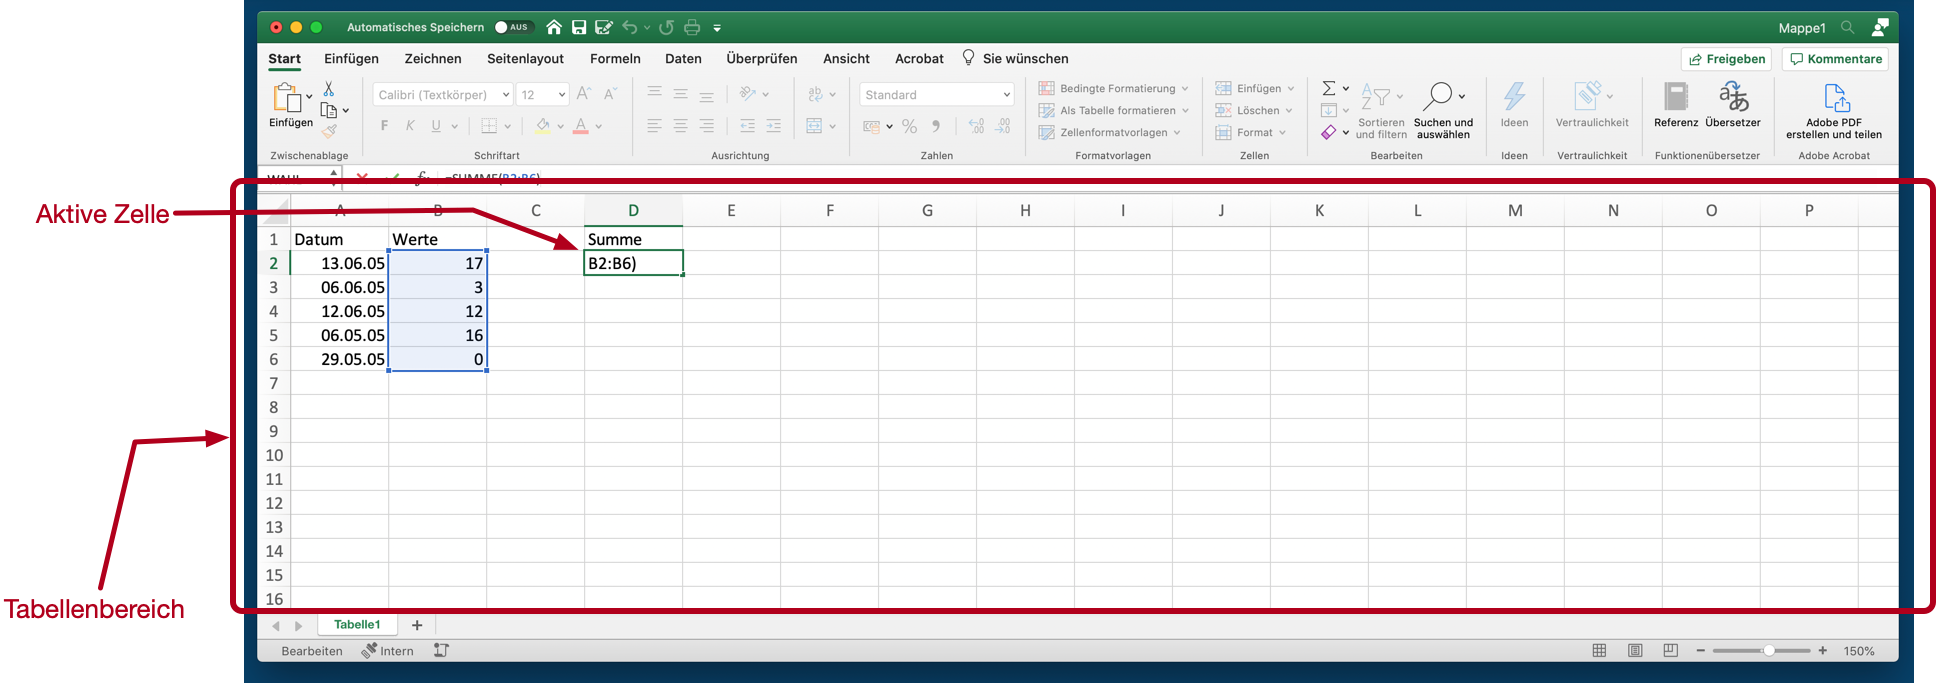 Automatisches Speichern AUS Mappe1
Start Einfügen Zeichnen Seitenlayout Formeln Daten Überprüfen Ansicht Acrobat Sie wünschen Freigeben Kommentare
Calibri (Textkörper) 12 ab Standard Bedingte Formatierung Einfügen
Als Tabelle formatieren Löschen
Einfügen F K U A % Zellenformatvorlagen Format Sortieren und filtern Suchen und auswählen Ideen Vertraulichkeit Referenz Übersetzer Adobe PDF erstellen und teilen
Zwischenablage Schriftart Ausrichtung Zahlen Formatvorlagen Zellen Bearbeiten Ideen Vertraulichkeit Funktionenübersetzer Adobe Acrobat
WAHL fx =SUMME(B2:B6)
Aktive Zelle
A B C D E F G H I J K L M N O P
1 Datum Werte Summe
2 13.06.05 17 B2:B6)
3 06.06.05 3
4 12.06.05 12
5 06.05.05 16
6 29.05.05 0
7
8
9
10
11
12
13
14
15
16
Tabellenbereich
Tabelle1 +
Bearbeiten Intern 150%